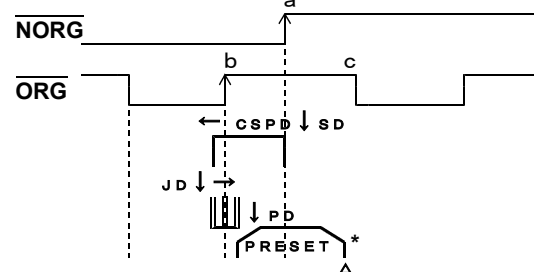 a
NORG
b
c
ORG
← CSPD ↓ SD
JD ↓ →
↓ PD
PRESET *